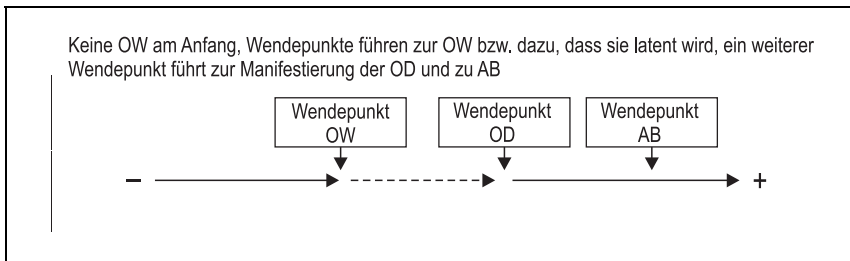 Keine OW am Anfang, Wendepunkte führen zur OW bzw. dazu, dass sie latent wird, ein weiterer
Wendepunkt führt zur Manifestierung der OD und zu AB
Wendepunkt
OW
Wendepunkt
OD
Wendepunkt
AB
– +